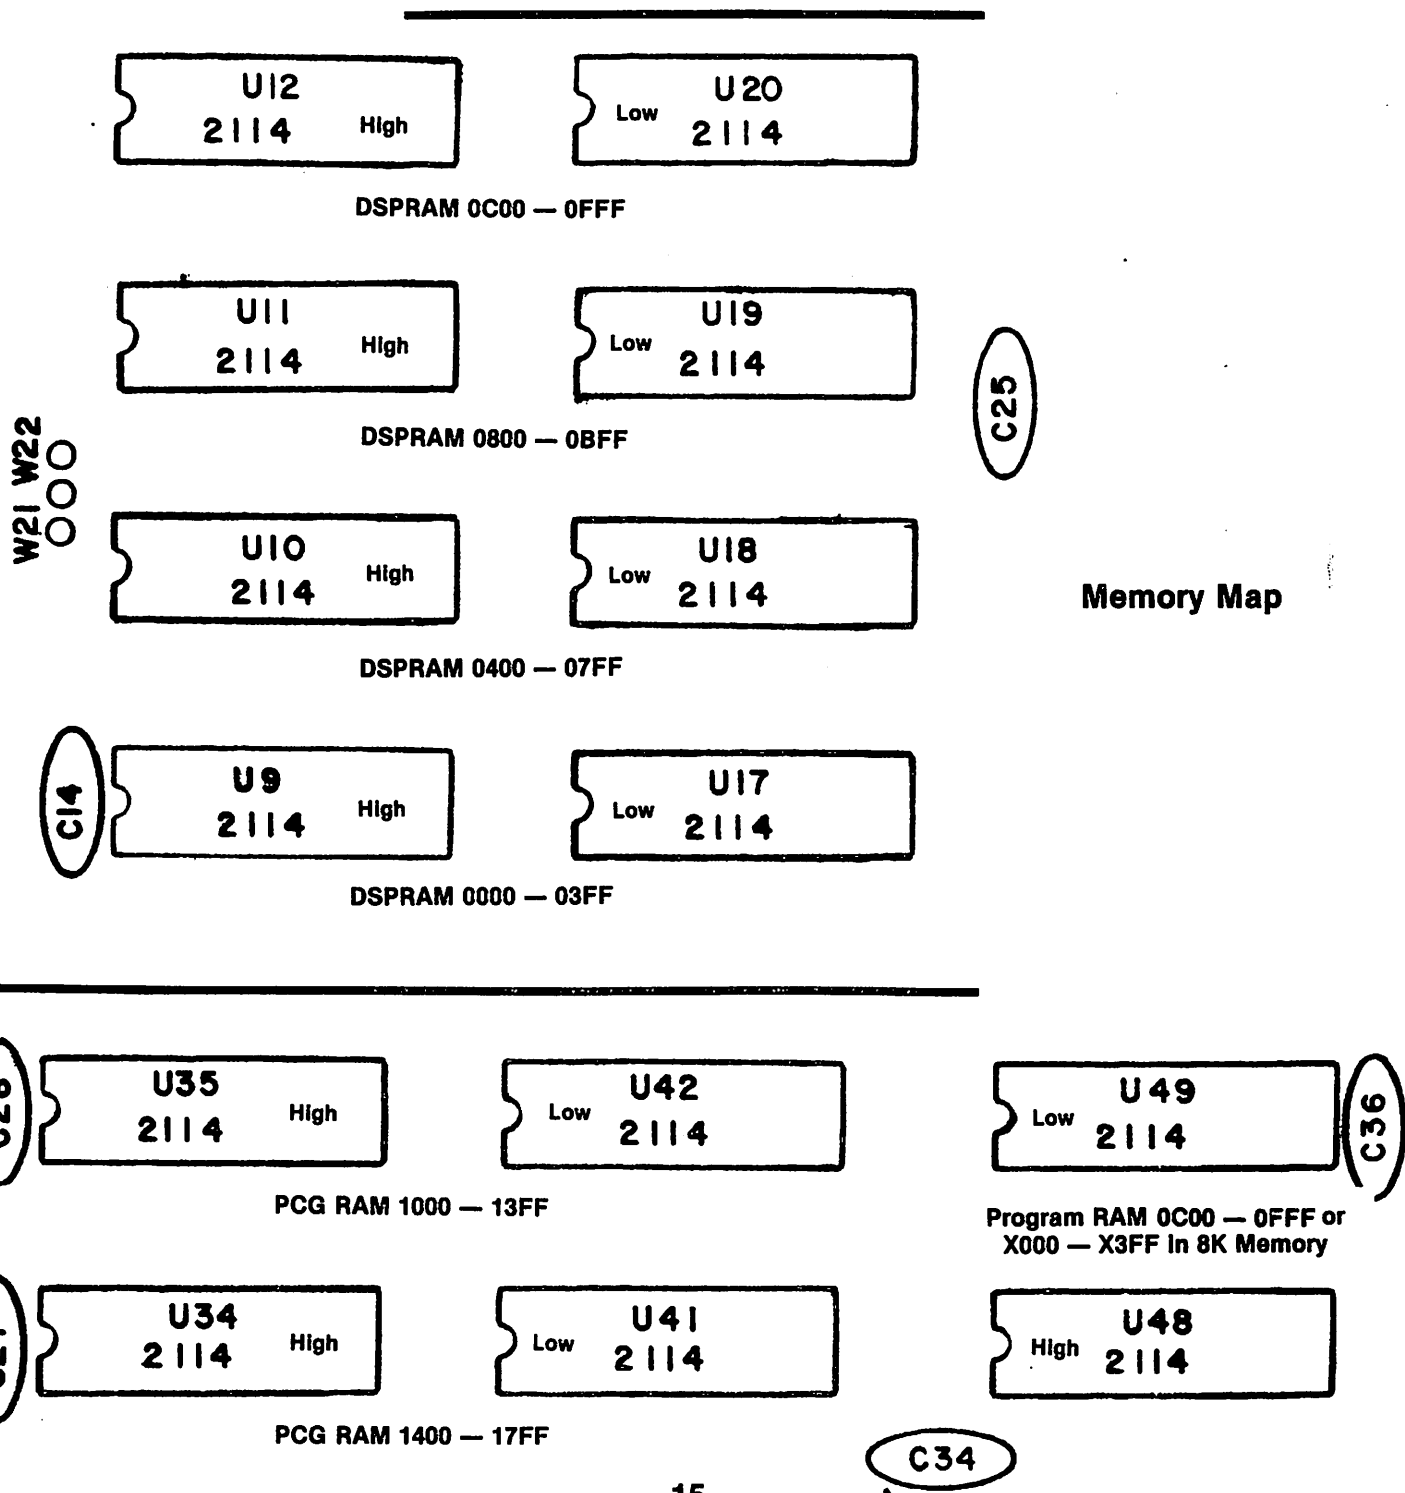 U12
2114 High
U20
Low 2114
DSPRAM 0C00 — 0FFF
U11
2114 High
U19
Low 2114
DSPRAM 0800 — 0BFF
C25
W21 W22
U10
2114 High
U18
Low 2114
Memory Map
DSPRAM 0400 — 07FF
C14
U9
2114 High
U17
Low 2114
DSPRAM 0000 — 03FF
U35
2114 High
U42
Low 2114
U49
Low 2114
C36
PCG RAM 1000 — 13FF
Program RAM 0C00 — 0FFF or
X000 — X3FF in 8K Memory
U34
2114 High
U41
Low 2114
U48
High 2114
PCG RAM 1400 — 17FF
C34